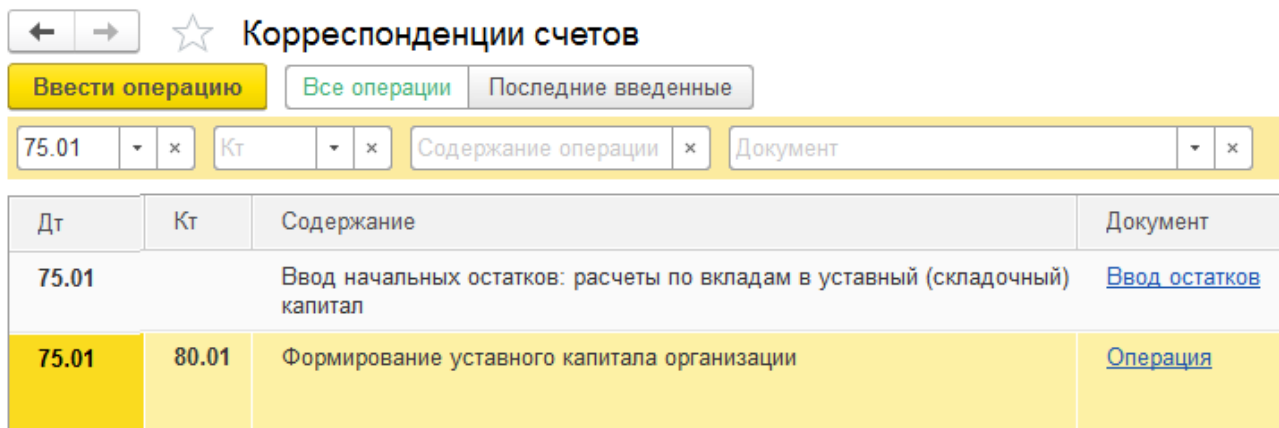 Корреспонденции счетов
Ввести операцию Все операции Последние введенные
75.01 Кт Содержание операции Документ
Дт Кт Содержание Документ
75.01 Ввод начальных остатков: расчеты по вкладам в уставный (складочный) Ввод остатков
капитал
75.01 80.01 Формирование уставного капитала организации Операция